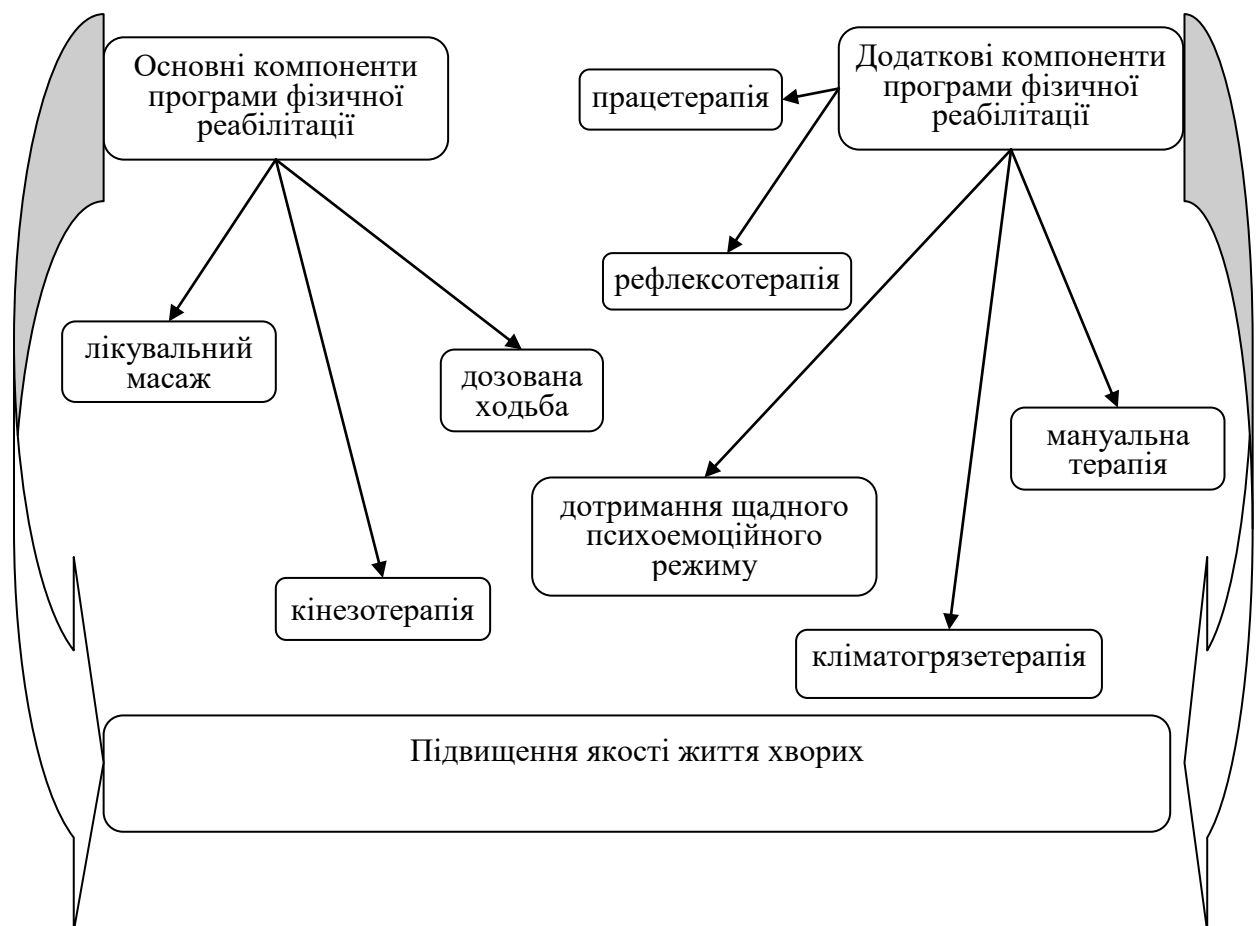 Основні компоненти
програми фізичної
реабілітації
Додаткові компоненти
програми фізичної
реабілітації
працетерапія
рефлексотерапія
лікувальний
масаж
дозована
ходьба
мануальна
терапія
дотримання щадного
психоемоційного
режиму
кінезотерапія
кліматогрязетерапія
Підвищення якості життя хворих